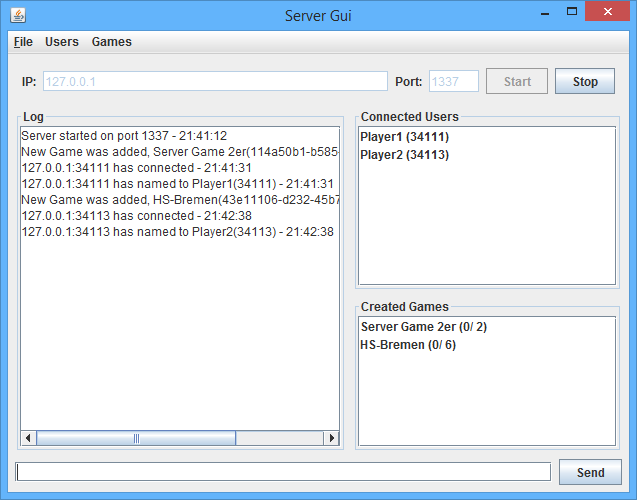 Server Gui
File Users Games
IP: 127.0.0.1 Port: 1337 Start Stop
Log
Server started on port 1337 - 21:41:12
New Game was added, Server Game 2er(114a50b1-b585-
127.0.0.1:34111 has connected - 21:41:31
127.0.0.1:34111 has named to Player1(34111) - 21:41:31
New Game was added, HS-Bremen(43e11106-d232-45b7
127.0.0.1:34113 has connected - 21:42:38
127.0.0.1:34113 has named to Player2(34113) - 21:42:38
Connected Users
Player1 (34111)
Player2 (34113)
Created Games
Server Game 2er (0/ 2)
HS-Bremen (0/ 6)
Send